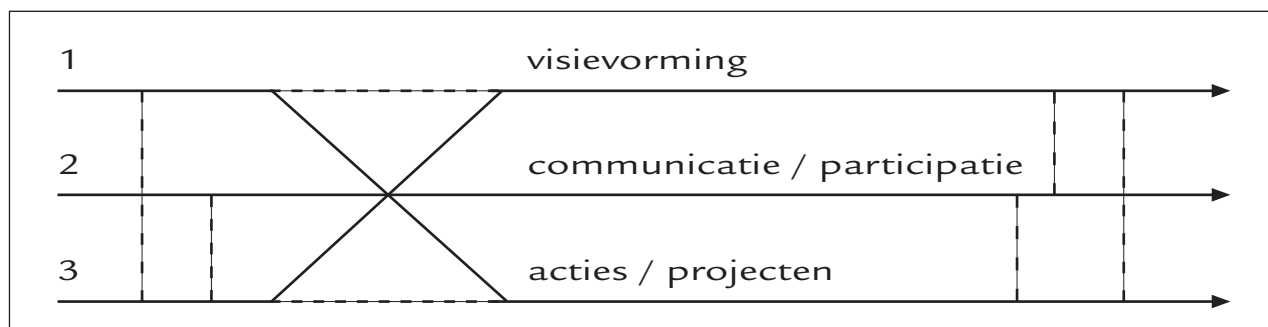 1 visievorming
2 communicatie / participatie
3 acties / projecten